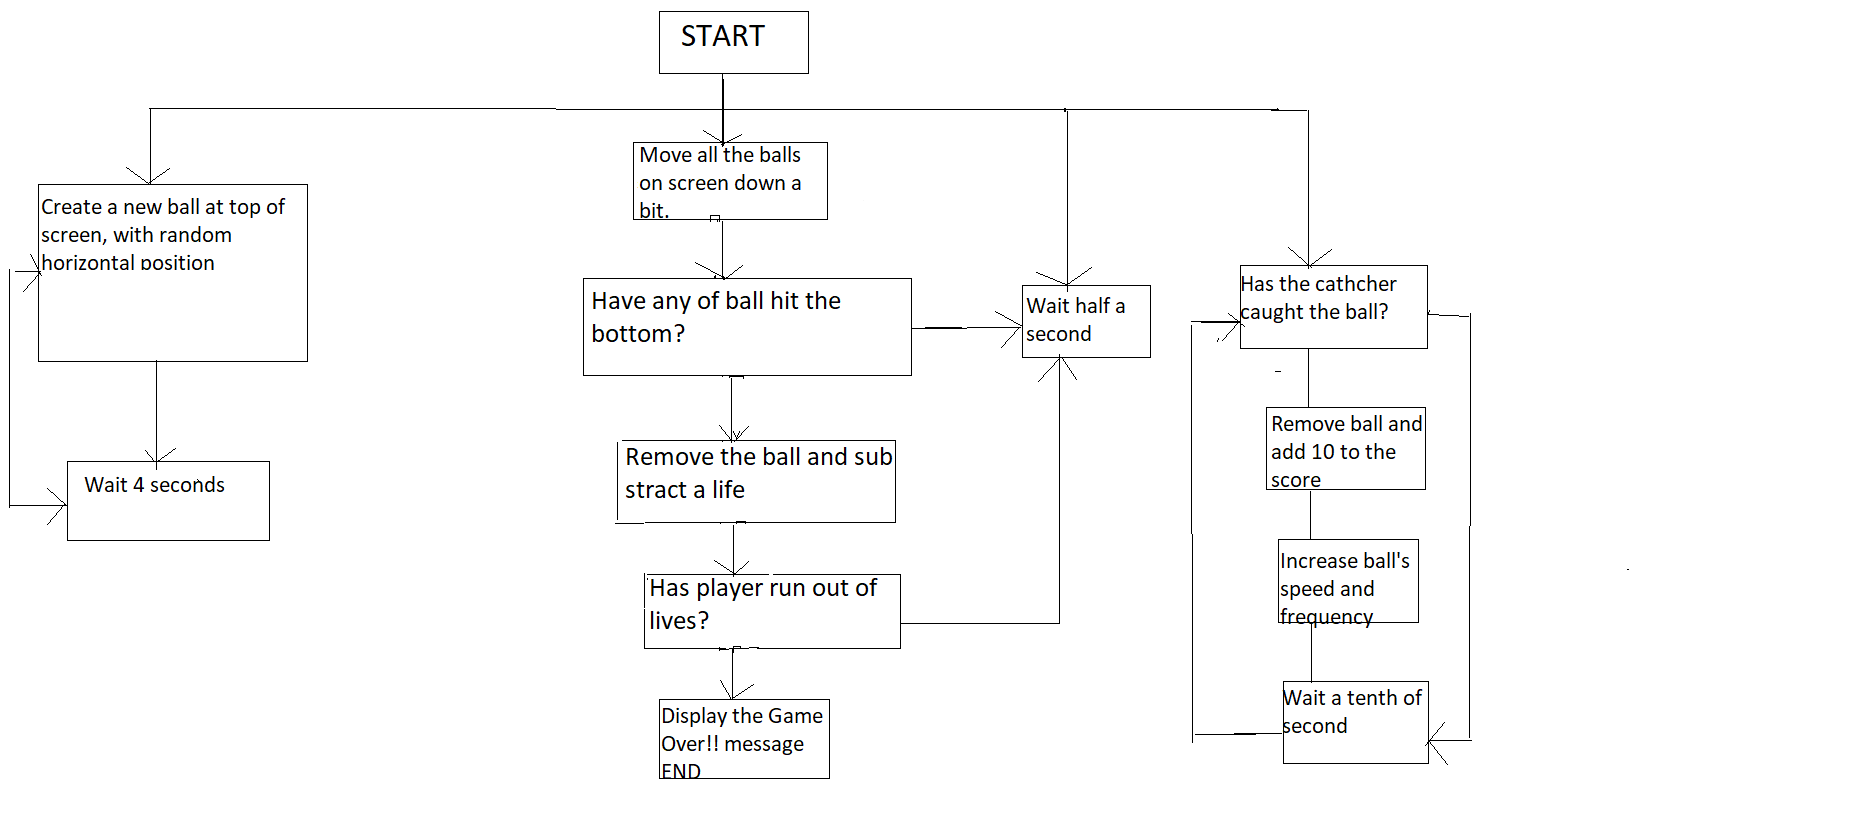 START
Create a new ball at top of
screen, with random
horizontal position
Wait 4 seconds
Move all the balls
on screen down a
bit.
Have any of ball hit the
bottom?
Remove the ball and sub
stract a life
Has player run out of
lives?
Display the Game
Over!! message
END
Wait half a
second
Has the cathcher
caught the ball?
Remove ball and
add 10 to the
score
Increase ball's
speed and
frequency
Wait a tenth of
second